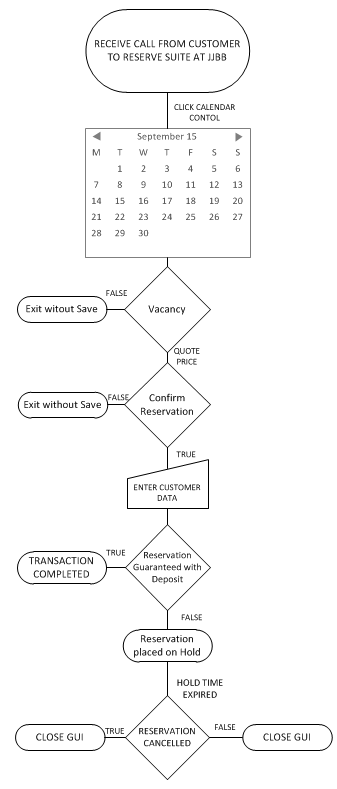 RECEIVE CALL FROM CUSTOMER
TO RESERVE SUITE AT JJBB
CLICK CALENDAR
CONTOL
September 15
M T W T F S S
1 2 3 4 5 6
7 8 9 10 11 12 13
14 15 16 17 18 19 20
21 22 23 24 25 26 27
28 29 30
FALSE
Exit witout Save
Vacancy
QUOTE
PRICE
FALSE
Exit without Save
Confirm
Reservation
TRUE
ENTER CUSTOMER
DATA
TRUE
TRANSACTION
COMPLETED
Reservation
Guaranteed with
Deposit
FALSE
Reservation
placed on Hold
HOLD TIME
EXPIRED
CLOSE GUI
TRUE
RESERVATION
CANCELLED
FALSE
CLOSE GUI